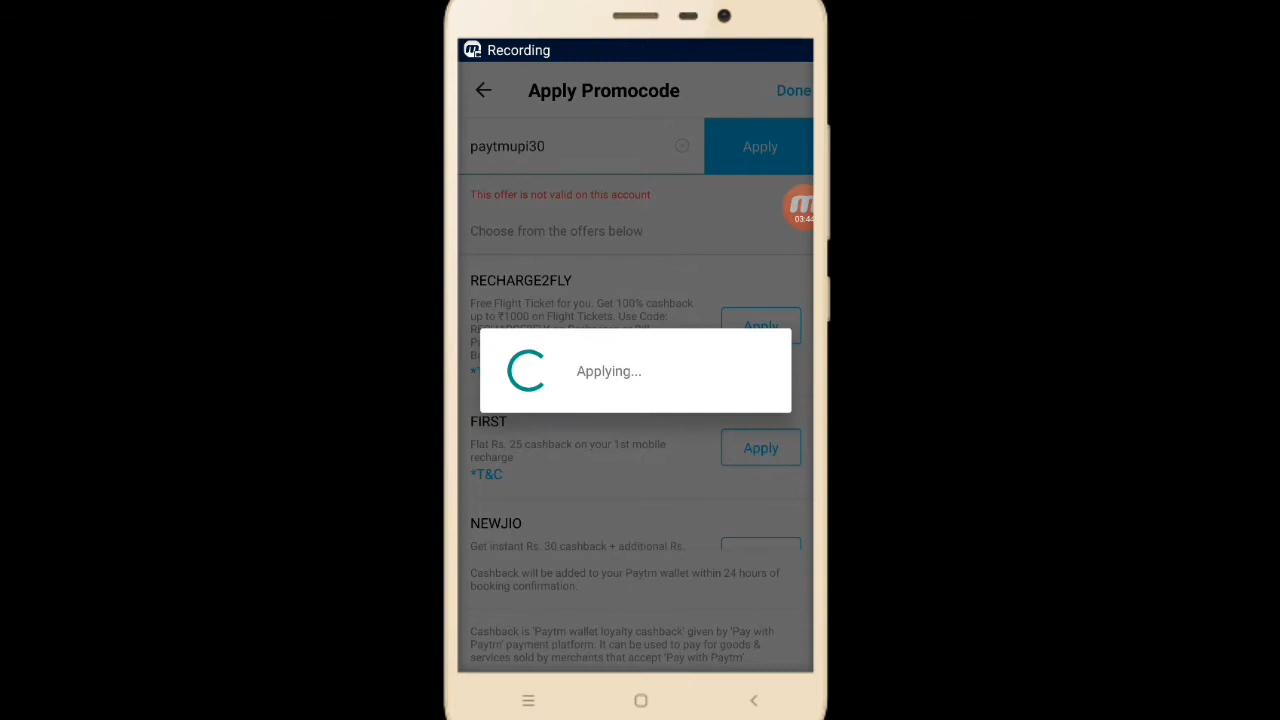 Recording
Apply Promocode
Done
paytmupi30
Apply
03:44
This offer is not valid on this account
Choose from the offers below
RECHARGE2FLY
Free Flight Ticket for you. Get 100% cashback
up to ₹1000 on Flight Tickets. Use Code:
Apply
FIRST
Flat Rs. 25 cashback on your 1st mobile
recharge
*T&C
Apply
Applying...
NEWJIO
Get instant Rs. 30 cashback + additional Rs.
Cashback will be added to your Paytm wallet within 24 hours of
booking confirmation.
Cashback is 'Paytm wallet loyalty cashback' given by 'Pay with
Paytm' payment platform. It can be used to pay for goods &
services sold by merchants that accept 'Pay with Paytm'